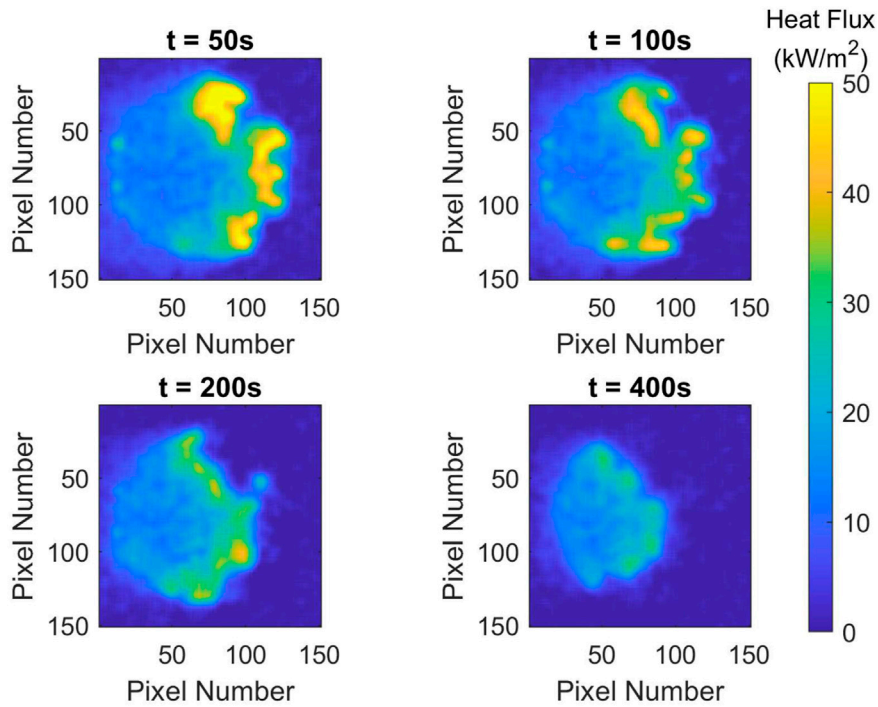 Heat Flux
(kW/m²)
t = 50s
t = 100s
50
100
150
50
100
150
Pixel Number
Pixel Number
50
100
150
50
100
150
Pixel Number
Pixel Number
t = 200s
t = 400s
50
100
150
50
100
150
Pixel Number
Pixel Number
50
100
150
50
100
150
Pixel Number
Pixel Number
50
40
30
20
10
0